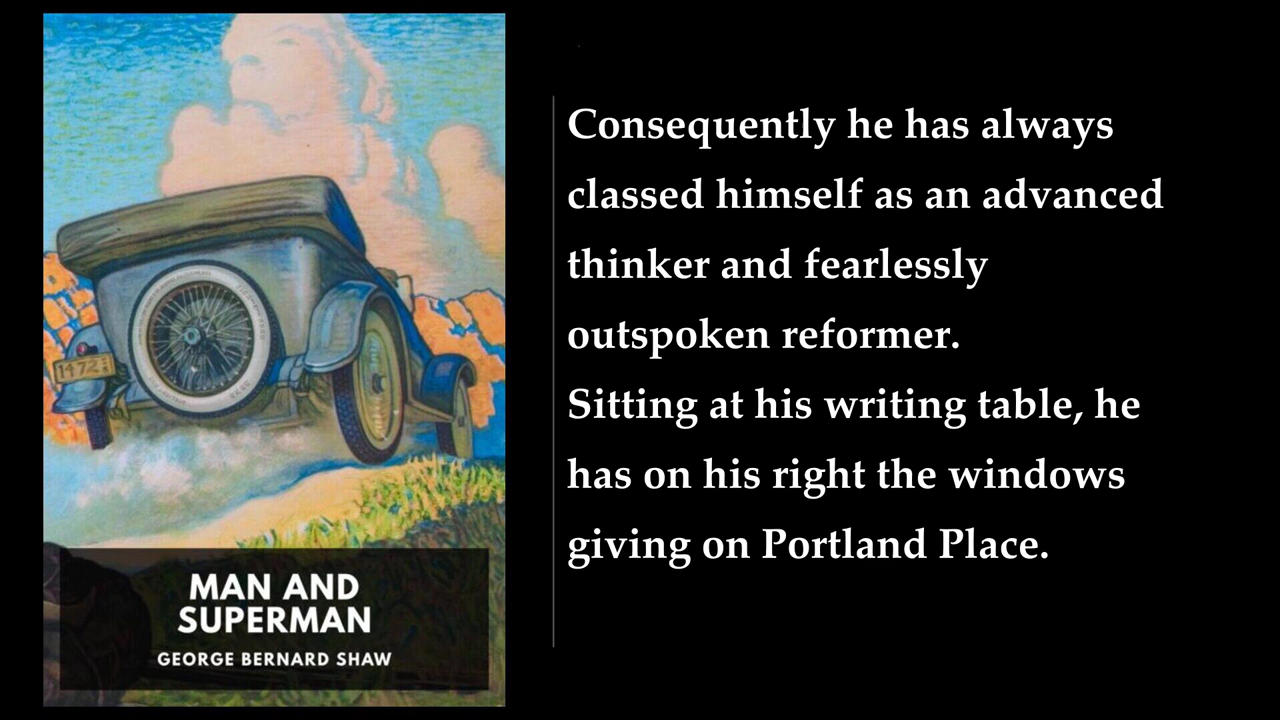 1472
MAN AND
SUPERMAN
GEORGE BERNARD SHAW
Consequently he has always
classed himself as an advanced
thinker and fearlessly
outspoken reformer.
Sitting at his writing table, he
has on his right the windows
giving on Portland Place.